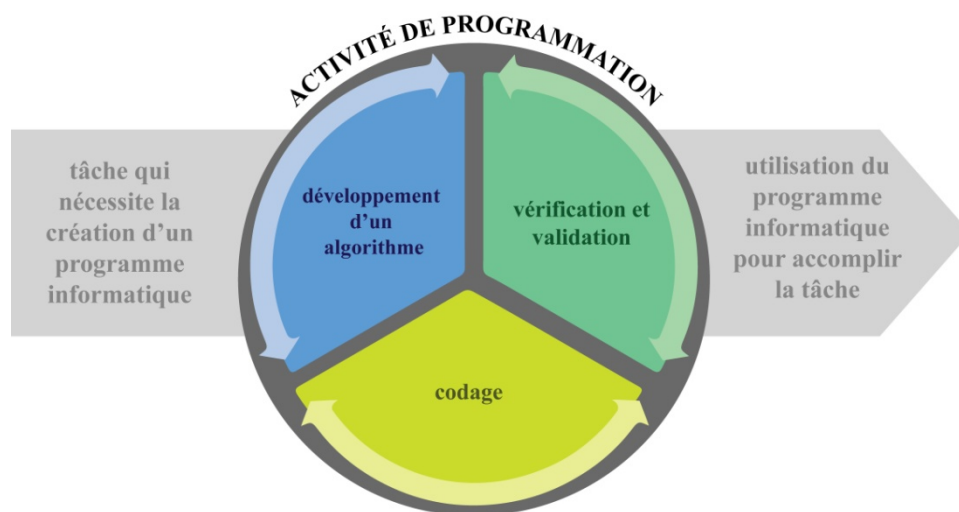 ACTIVITÉ DE PROGRAMMATION
tâche qui
nécessite la
création d’un
programme
informatique
développement
d’un
algorithme
vérification et
validation
codage
utilisation du
programme
informatique
pour accomplir
la tâche